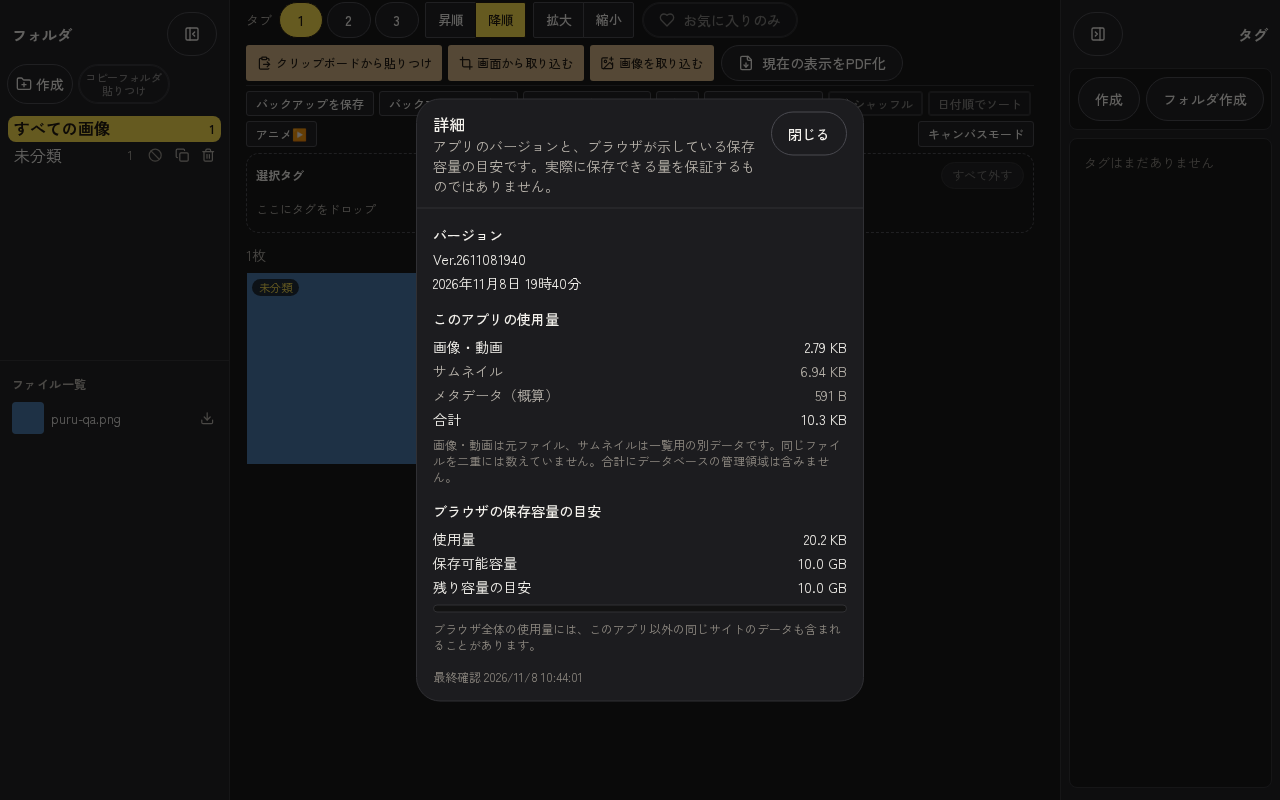 フォルダ
作成
コピーフォルダ
貼りつけ
すべての画像 1
未分類 1
ファイル一覧
puru-qa.png
タブ 1 2 3 昇順 降順 拡大 縮小 お気に入りのみ
クリップボードから貼りつけ 画面から取り込む 画像を取り込む 現在の表示をPDF化
バックアップを保存 シャッフル 日付順でソート
アニメ▶️ キャンバスモード
選択タグ すべて外す
ここにタグをドロップ
1枚
未分類
詳細 閉じる
アプリのバージョンと、ブラウザが示している保存
容量の目安です。実際に保存できる量を保証するも
のではありません。
バージョン
Ver.2611081940
2026年11月8日 19時40分
このアプリの使用量
画像・動画 2.79 KB
サムネイル 6.94 KB
メタデータ（概算） 591 B
合計 10.3 KB
画像・動画は元ファイル、サムネイルは一覧用の別データです。同じファイ
ルを二重には数えていません。合計にデータベースの管理領域は含みませ
ん。
ブラウザの保存容量の目安
使用量 20.2 KB
保存可能容量 10.0 GB
残り容量の目安 10.0 GB
ブラウザ全体の使用量には、このアプリ以外の同じサイトのデータも含まれ
ることがあります。
最終確認 2026/11/8 10:44:01
タグ
作成 フォルダ作成
タグはまだありません